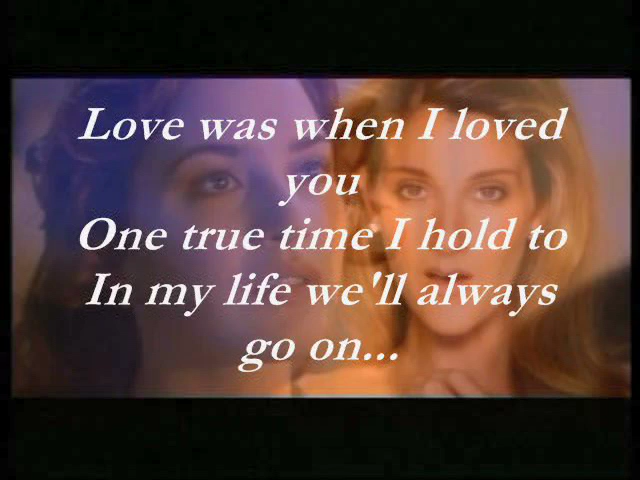 Love was when I loved
you
One true time I hold to
In my life we'll always
go on...